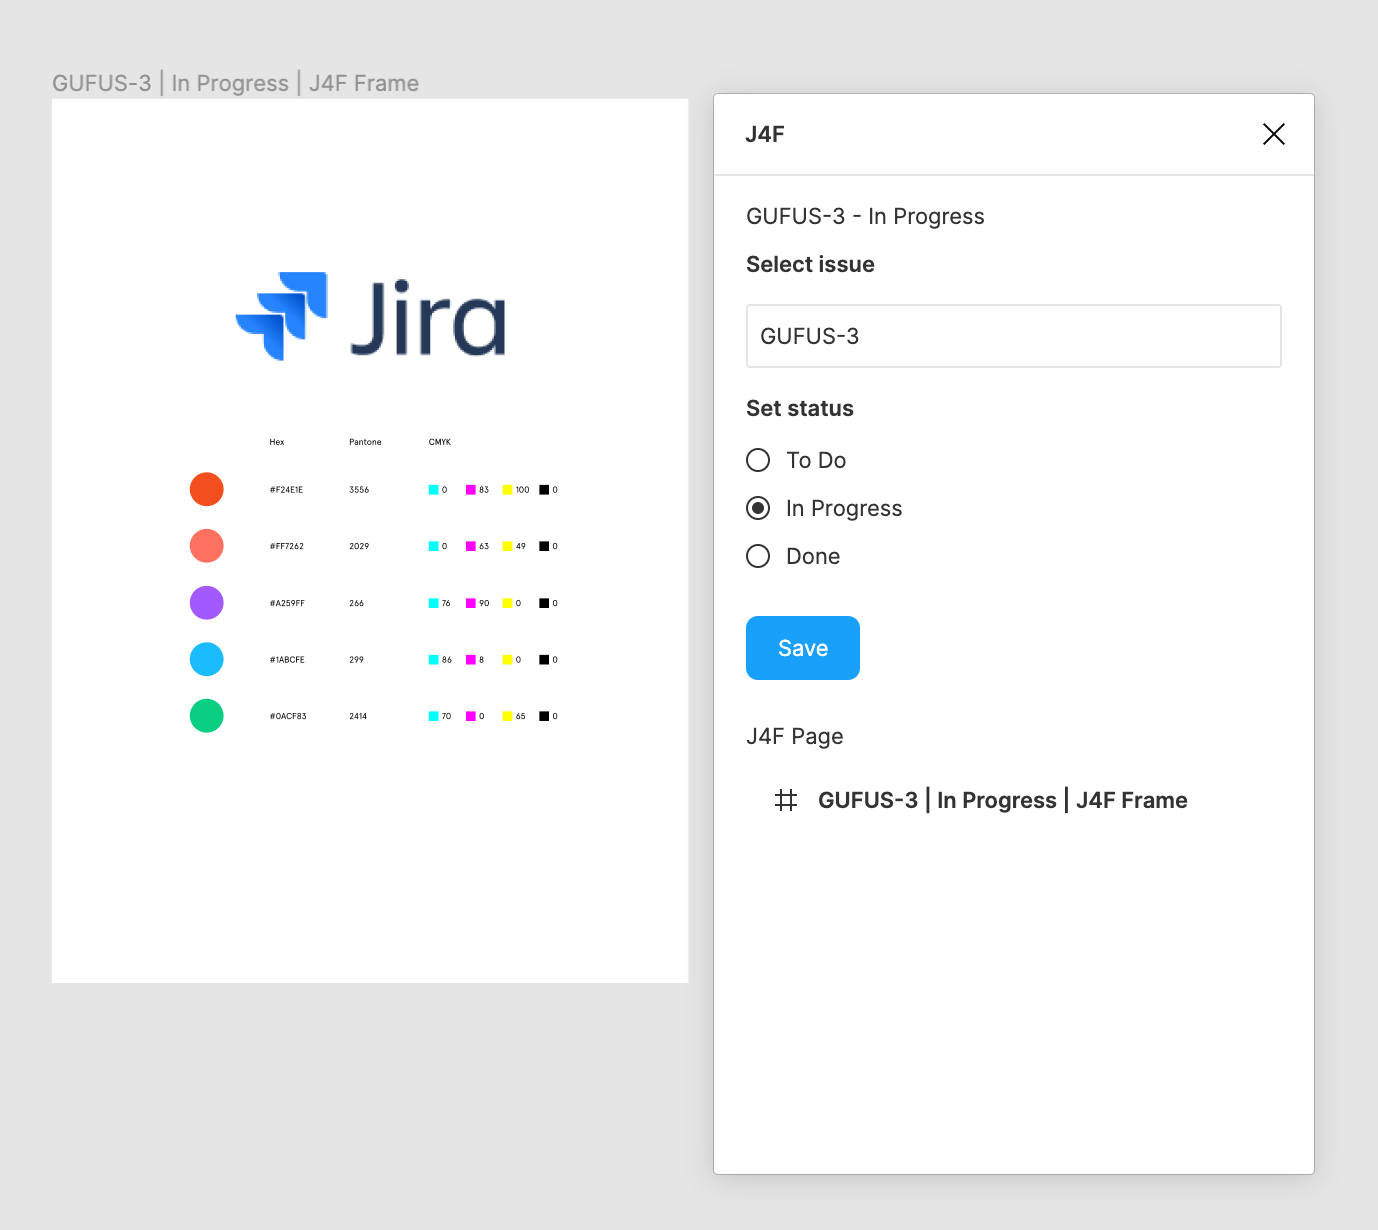 GUFUS-3 | In Progress | J4F Frame
Jira
Hex Pantone CMYK
#F24E1E 3556 0 83 100 0
#FF7262 2029 0 63 49 0
#A259FF 266 76 90 0 0
#1ABCFE 299 86 8 0 0
#0ACF83 2414 70 0 65 0
J4F
GUFUS-3 - In Progress
Select issue
GUFUS-3
Set status
To Do
In Progress
Done
Save
J4F Page
GUFUS-3 | In Progress | J4F Frame